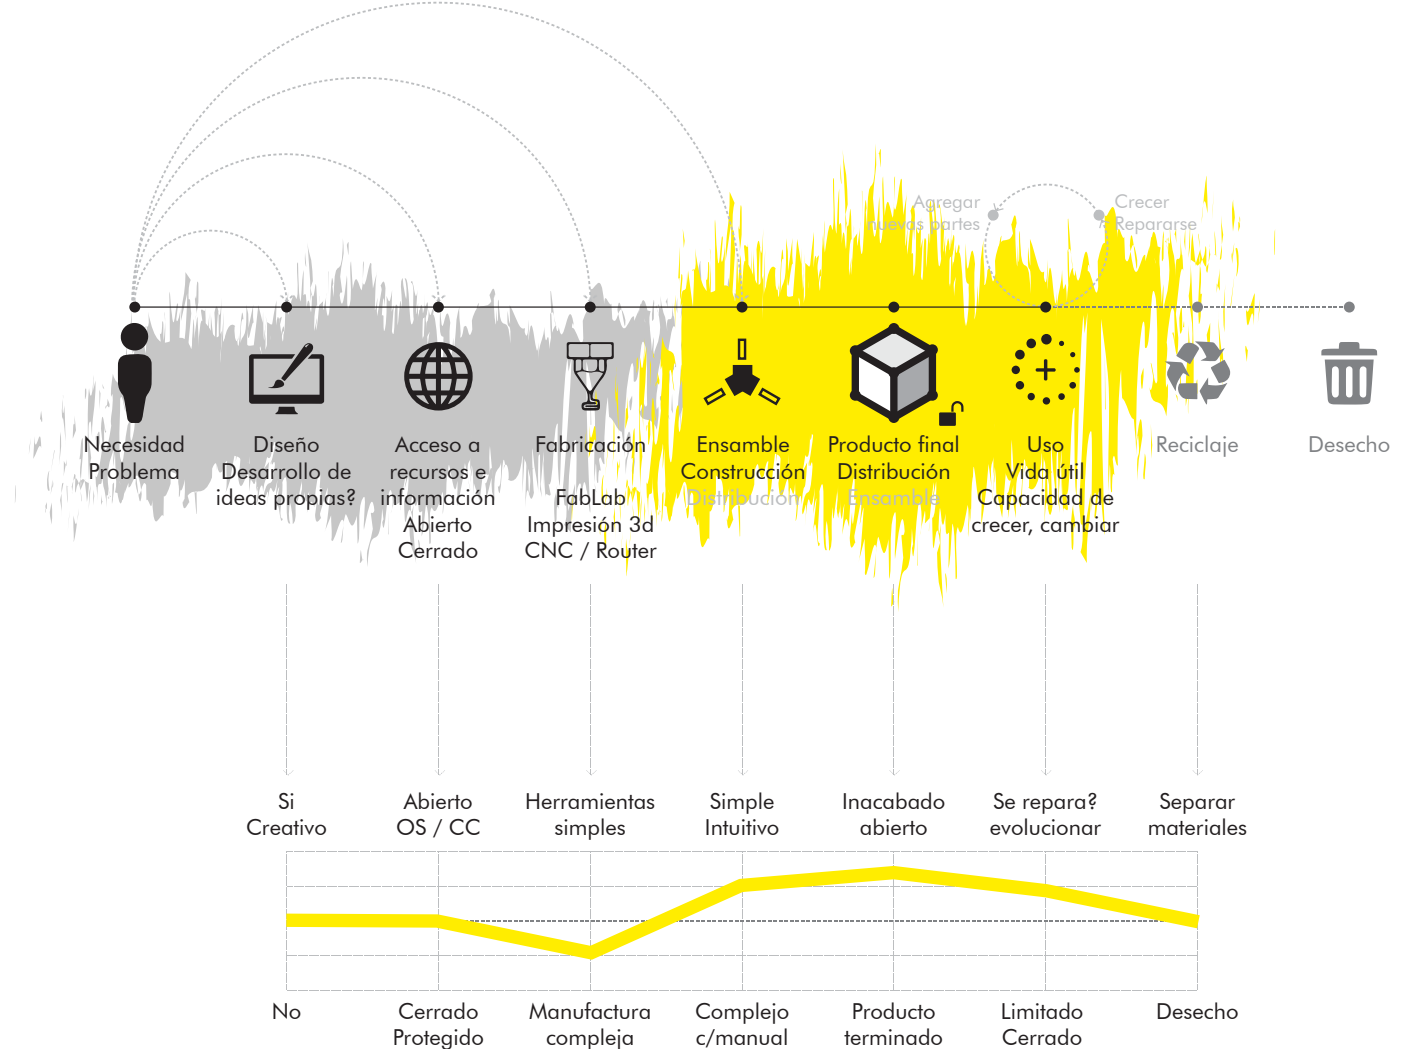 Agregar
nuevas partes
Crecer
Repararse
Necesidad
Problema
Diseño
Desarrollo de
ideas propias?
Acceso a
recursos e
información
Abierto
Cerrado
Fabricación
FabLab
Impresión 3d
CNC / Router
Ensamble
Construcción
Distribución
Producto final
Distribución
Ensamble
Uso
Vida útil
Capacidad de
crecer, cambiar
Reciclaje
Desecho
Si
Creativo
Abierto
OS / CC
Herramientas
simples
Simple
Intuitivo
Inacabado
abierto
Se repara?
evolucionar
Separar
materiales
No
Cerrado
Protegido
Manufactura
compleja
Complejo
c/manual
Producto
terminado
Limitado
Cerrado
Desecho